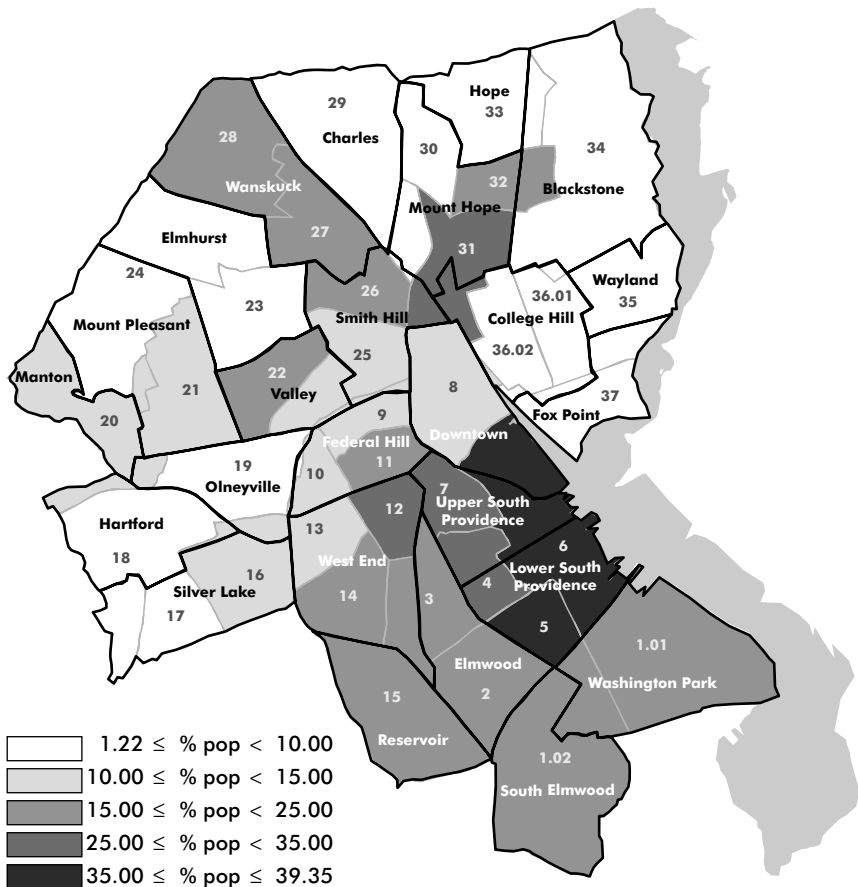 Hope
29
33
Charles
28
30
34
32
Wanskuck
Blackstone
Mount Hope
27
Elmhurst
31
24
Wayland
26
36.01
35
23
Mount Pleasant
Smith Hill
College Hill
36.02
25
22
Manton
21
8
Valley
37
9
Fox Point
20
Federal Hill
Downtown
11
19
10
7
Olneyville
Upper South
Providence
12
Hartford
13
6
18
West End
Lower South
Providence
16
4
Silver Lake
14
3
17
5
1.01
Elmwood
Washington Park
15
2
Reservoir
1.02
South Elmwood
1.22 ≤ % pop < 10.00
10.00 ≤ % pop < 15.00
15.00 ≤ % pop < 25.00
25.00 ≤ % pop < 35.00
35.00 ≤ % pop ≤ 39.35